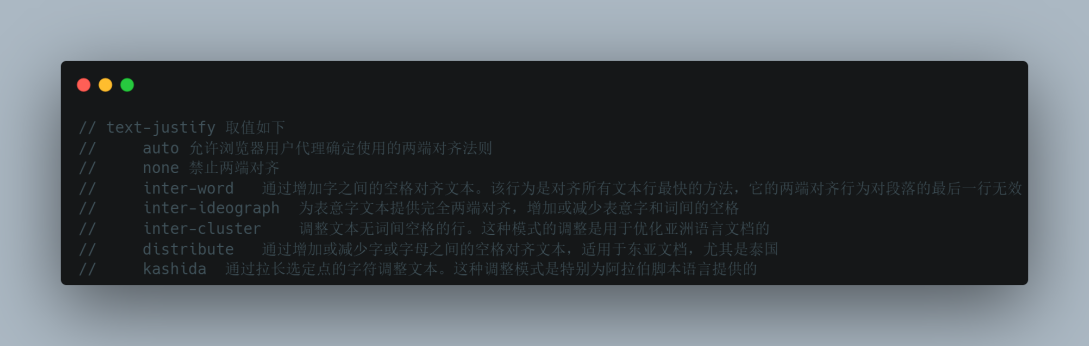 // text-justify 取值如下
//     auto 允许浏览器用户代理确定使用的两端对齐法则
//     none 禁止两端对齐
//     inter-word   通过增加字之间的空格对齐文本。该行为是对齐所有文本行最快的方法，它的两端对齐行为对段落的最后一行无效
//     inter-ideograph  为表意字文本提供完全两端对齐，增加或减少表意字和词间的空格
//     inter-cluster    调整文本无词间空格的行。这种模式的调整是用于优化亚洲语言文档的
//     distribute   通过增加或减少字或字母之间的空格对齐文本，适用于东亚文档，尤其是泰国
//     kashida  通过拉长选定点的字符调整文本。这种调整模式是特别为阿拉伯脚本语言提供的